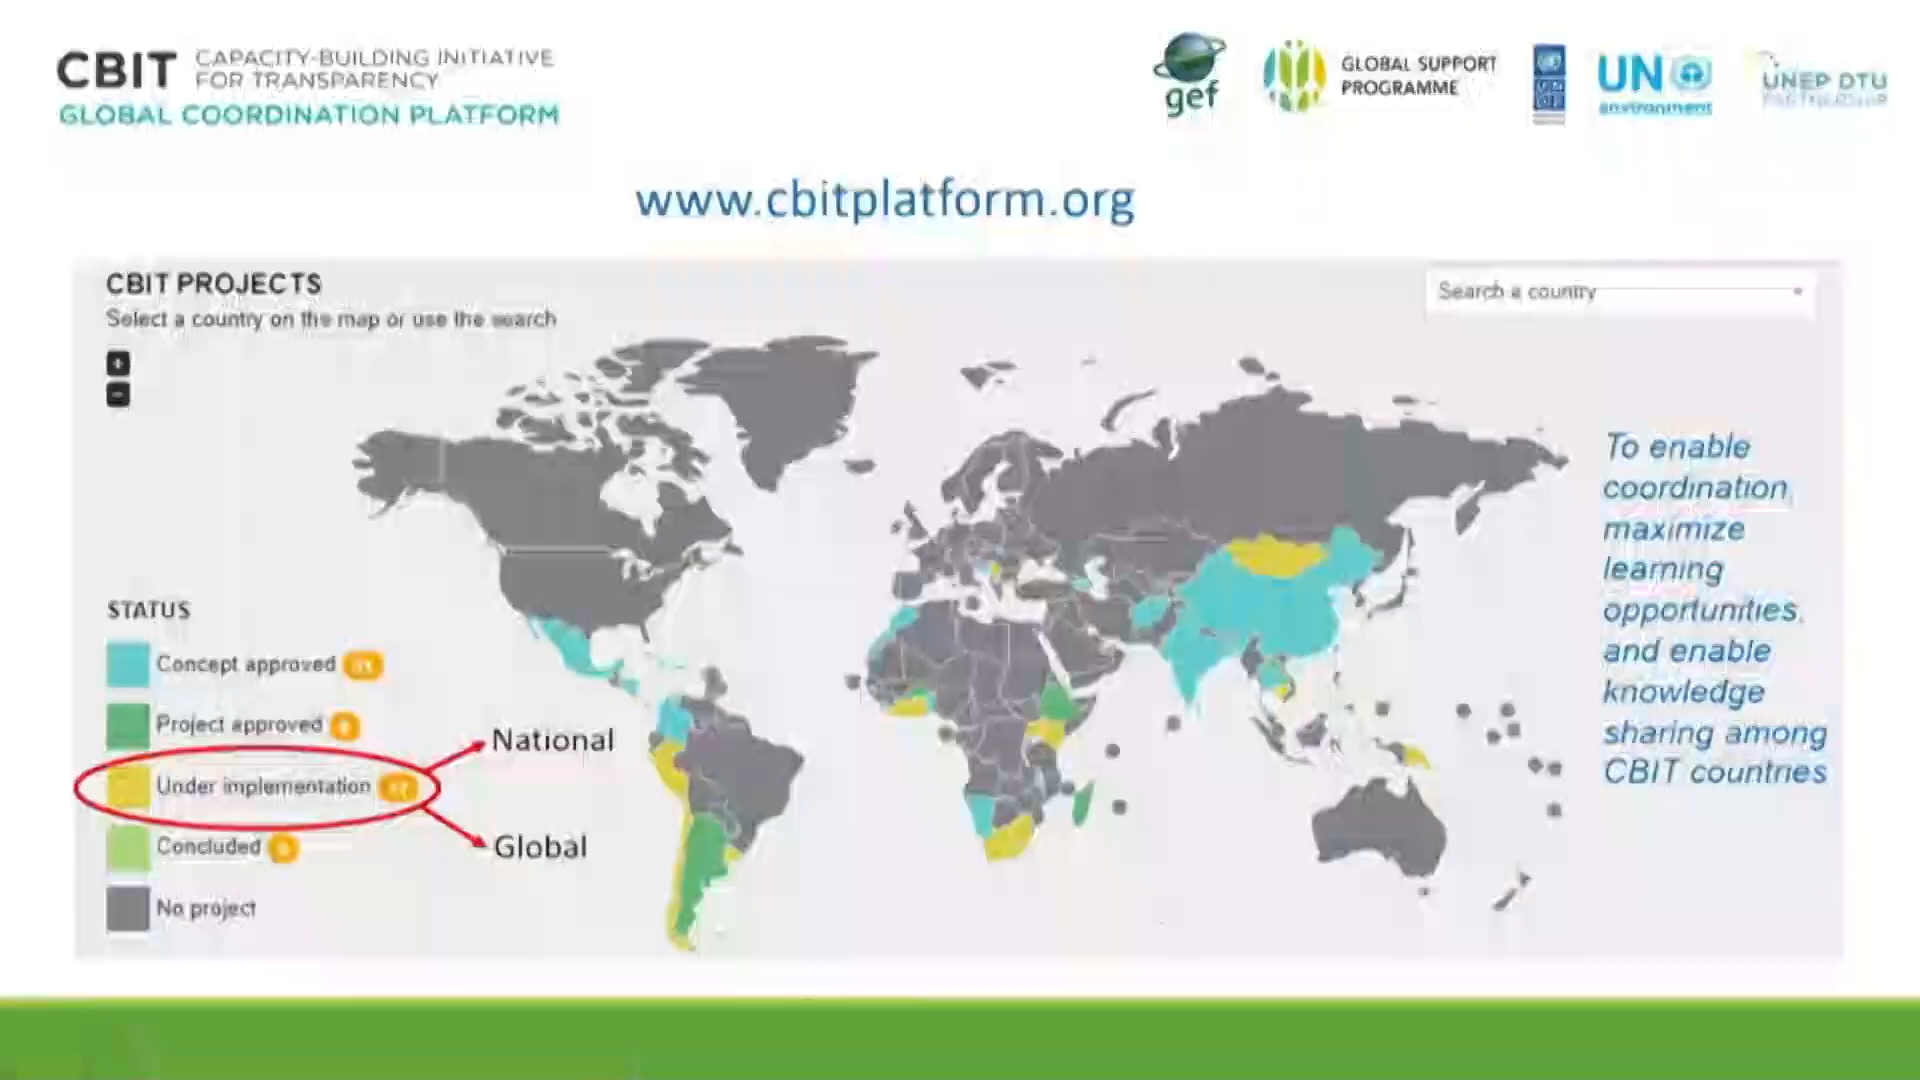 CBIT CAPACITY-BUILDING INITIATIVE
FOR TRANSPARENCY
GLOBAL COORDINATION PLATFORM
gef
GLOBAL SUPPORT
PROGRAMME
UN
DP
UN
environment
UNEP DTU
PARTNERSHIP
www.cbitplatform.org
CBIT PROJECTS
Select a country on the map or use the search
Search a country
+
-
To enable
coordination,
maximize
learning
opportunities,
and enable
knowledge
sharing among
CBIT countries
STATUS
Concept approved
Project approved
Under implementation
Concluded
No project
National
Global